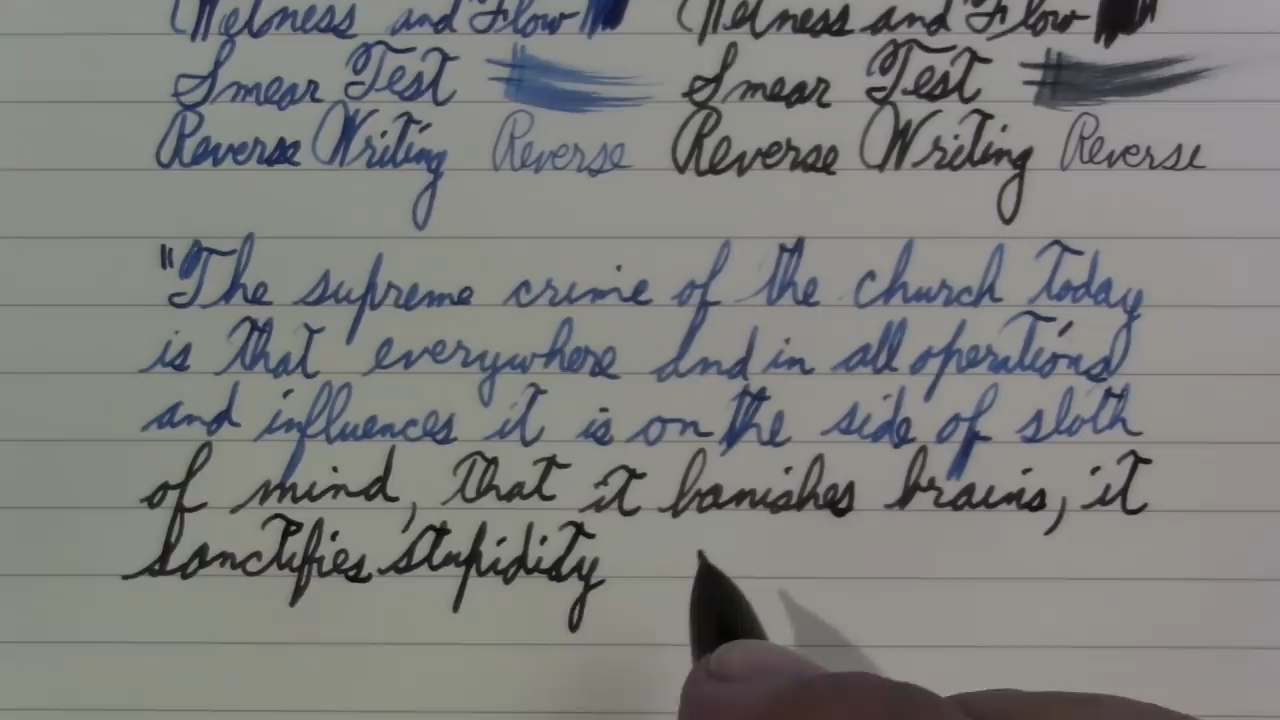 Wetness and Flow Wetness and Flow
Smear Test Smear Test
Reverse Writing Reverse Reverse Writing Reverse
"The supreme crime of the church today
is that everywhere and in all operations
and influences it is on the side of sloth
of mind, that it banishes brains, it
sanctifies stupidity